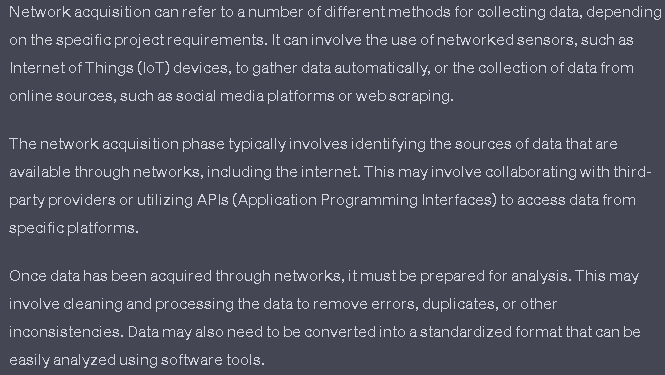 Network acquisition can refer to a number of different methods for collecting data, depending
on the specific project requirements. It can involve the use of networked sensors, such as
Internet of Things (IoT) devices, to gather data automatically, or the collection of data from
online sources, such as social media platforms or web scraping.
The network acquisition phase typically involves identifying the sources of data that are
available through networks, including the internet. This may involve collaborating with third-
party providers or utilizing APIs (Application Programming Interfaces) to access data from
specific platforms.
Once data has been acquired through networks, it must be prepared for analysis. This may
involve cleaning and processing the data to remove errors, duplicates, or other
inconsistencies. Data may also need to be converted into a standardized format that can be
easily analyzed using software tools.